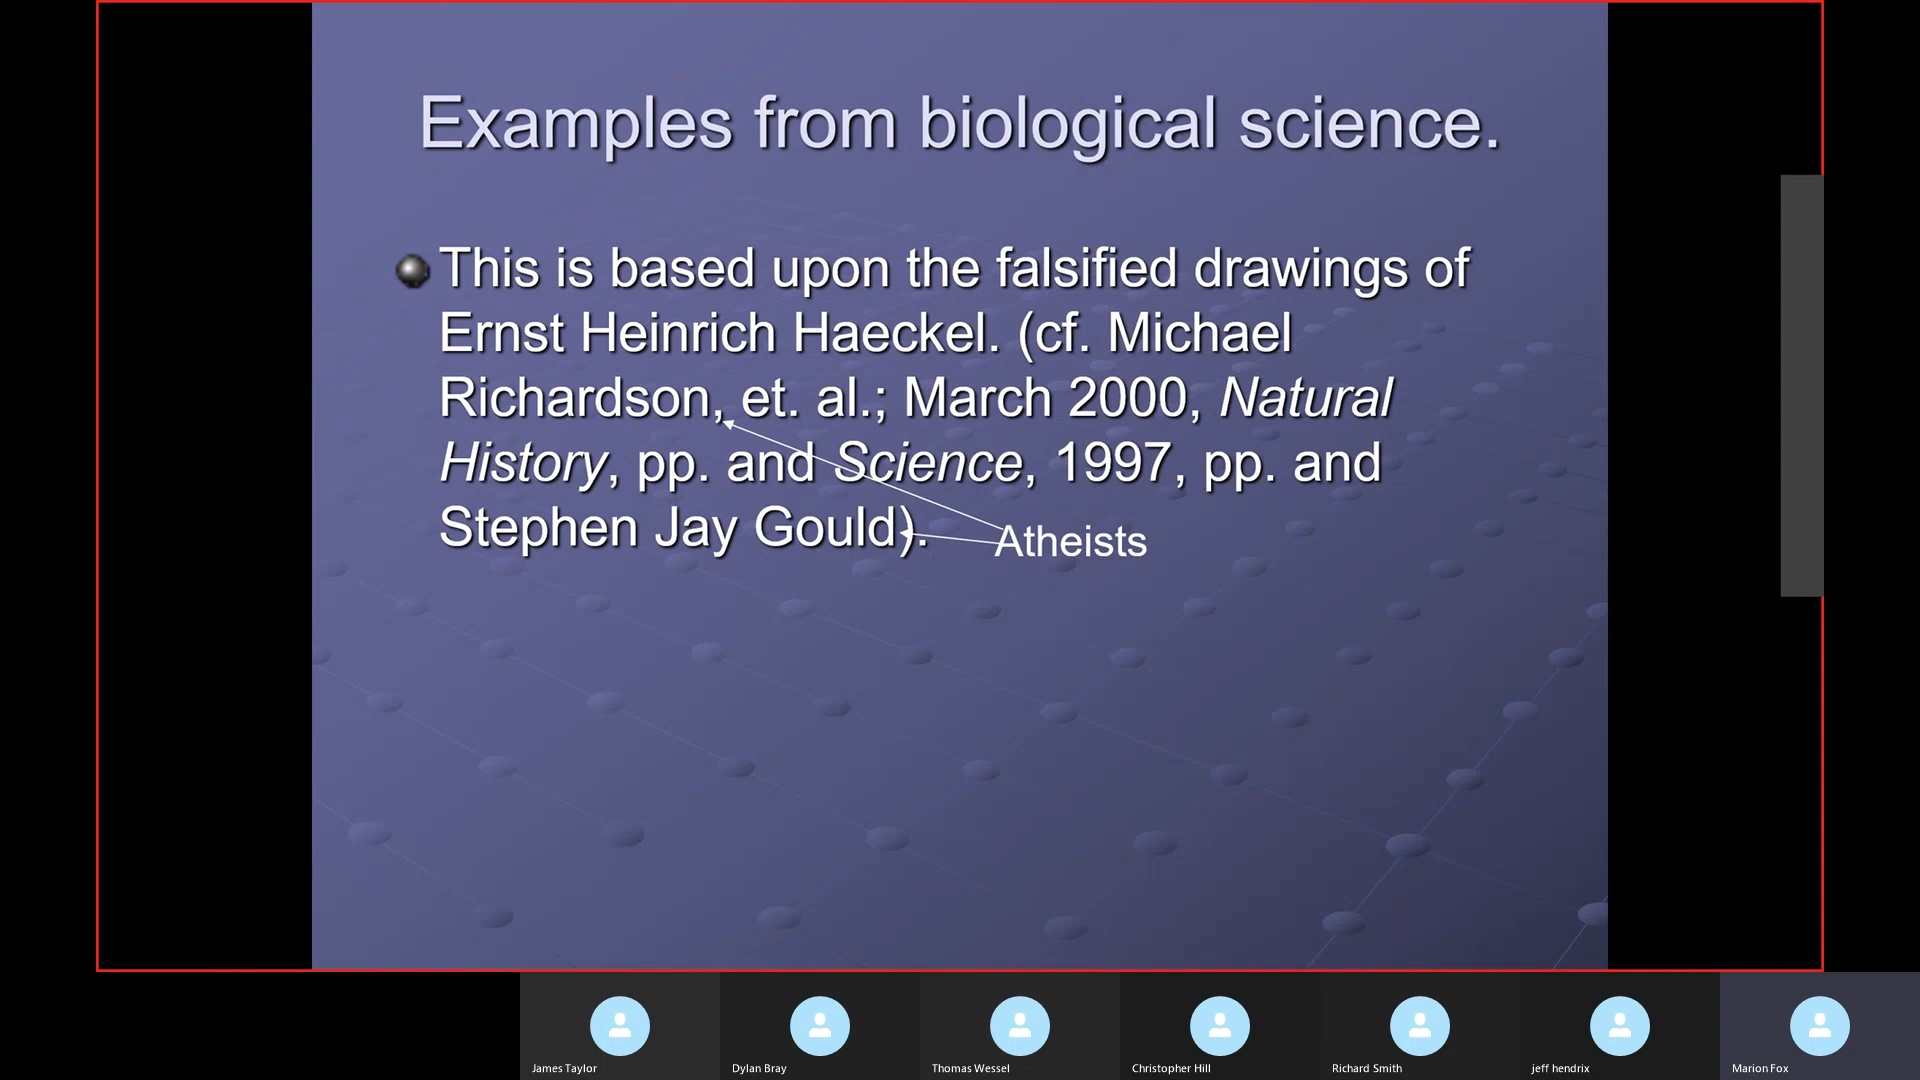 Examples from biological science.
This is based upon the falsified drawings of
Ernst Heinrich Haeckel. (cf. Michael
Richardson, et. al.; March 2000, Natural
History, pp. and Science, 1997, pp. and
Stephen Jay Gould).
Atheists
James Taylor
Dylan Bray
Thomas Wessel
Christopher Hill
Richard Smith
jeff hendrix
Marion Fox